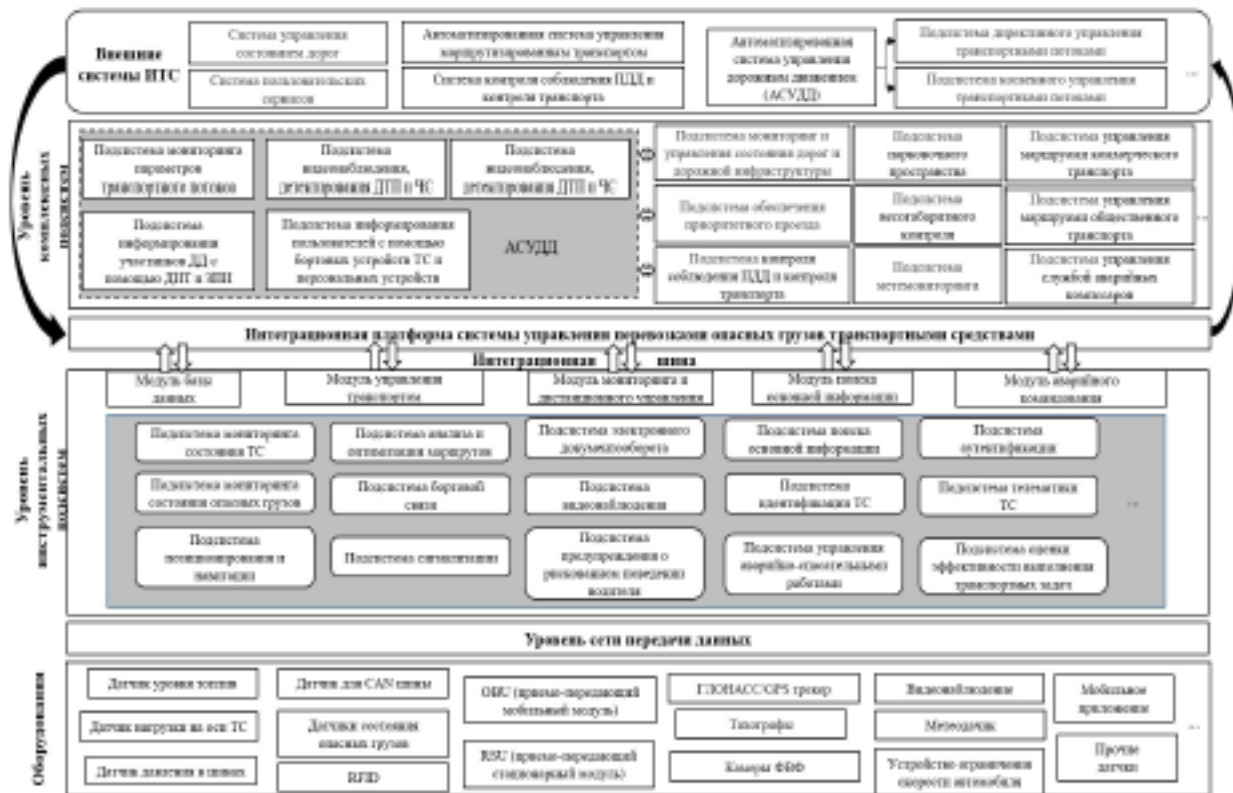 Внешние
системы ИТС
Система управления
состоянием дорог
Система пользовательских
сервисов
Автоматизированная система управления
маршрутизированным транспортом
Система контроля соблюдения ПДД и
контроля транспорта
Автоматизированная
система управления
дорожным движением
(АСУДД)
Подсистема директивного управления
транспортными потоками
Подсистема косвенного управления
транспортными потоками
...
Уровень
комплексных
подсистем
Подсистема мониторинга
параметров
транспортного потоков
Подсистема
видеонаблюдения,
детектирования ДТП и ЧС
Подсистема
видеонаблюдения,
детектирования ДТП и ЧС
Подсистема
информирования
участников ДД с
помощью ДИТ и ЗПИ
Подсистема информирования
пользователей с помощью
бортовых устройств ТС и
персональных устройств
АСУДД
Подсистема мониторинг и
управления состояния дорог и
дорожной инфруструктуры
Подсистема
парковочного
пространства
Подсистема управления
маршрутами коммерческого
транспорта
Подсистема обеспечения
приоритетного проезда
Подсистема
весогабаритного
контроля
Подсистема управления
маршрутами общественного
транспорта
Подсистема контроля
соблюдения ПДД и контроля
транспорта
Подсистема
метеомониторинга
Подсистема управления
службой аварийных
комиссаров
...
Интеграционная платформа системы управления перевозками опасных грузов транспортными средствами
Интеграционная шина
Уровень
инструментальных
подсистем
Модуль базы
данных
Модуль управления
транспортом
Модуль мониторинга и
дистанционного управления
Модуль поиска
основной информации
Модуль аварийного
командования
Подсистема мониторинга
состояния ТС
Подсистема анализа и
оптимизации маршрутов
Подсистема электронного
документооборота
Подсистема поиска
основной информации
Подсистема
аутентификации
Подсистема мониторинга
состояния опасных грузов
Подсистема бортовой
связи
Подсистема
видеонаблюдения
Подсистема
идентификации ТС
Подсистема телематики
ТС
...
Подсистема
позиционирования и
навигации
Подсистема сигнализации
Подсистема
предупреждения о
рискованном поведении
водителя
Подсистема управления
аварийно-спасательными
работами
Подсистема оценки
эффективности выполнения
транспортных задач
Уровень сети передачи данных
Оборудования
Датчик уровня топлив
Датчик для CAN шины
OBU (приемо-передающий
мобильный модуль)
ГЛОНАСС/GPS трекер
Видеонаблюдение
Мобильное
приложение
Датчик нагрузки на оси ТС
Датчики состояния
опасных грузов
Тахографы
Метеодачик
...
Датчик давления в шинах
RFID
RSU (приемо-передающий
стационарный модуль)
Камеры ФВФ
Устройство ограничения
скорости автомобиля
Прочие
датчики